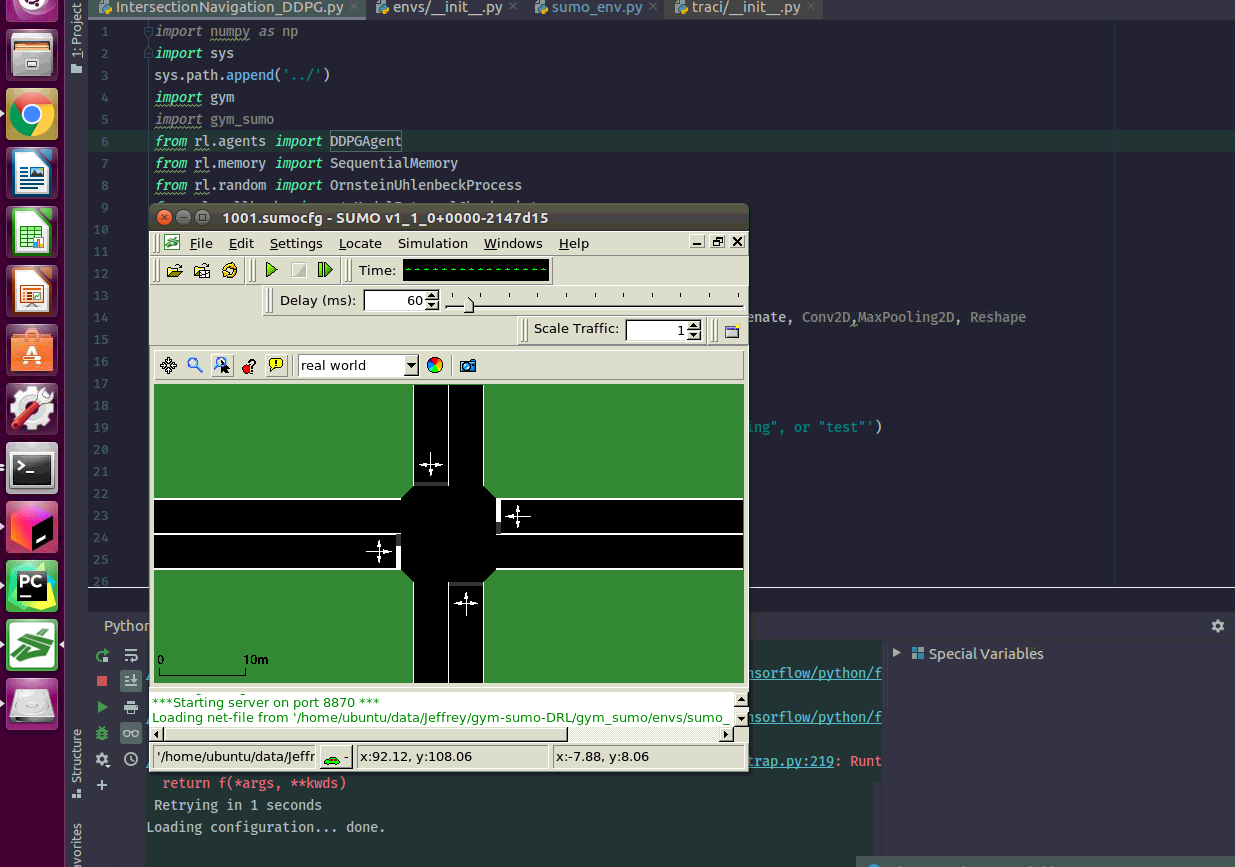 IntersectionNavigation_DDPG.py envs/__init__.py sumo_env.py traci/__init__.py
1: Project
1 import numpy as np
2 import sys
3 sys.path.append('../')
4 import gym
5 import gym_sumo
6 from rl.agents import DDPGAgent
7 from rl.memory import SequentialMemory
8 from rl.random import OrnsteinUhlenbeckProcess
9
10
11
12
13
14 enate, Conv2D,MaxPooling2D, Reshape
15
16
17
18
19 ing", or "test"')
20
21
22
23
24
25
26
1001.sumocfg - SUMO v1_1_0+0000-2147d15
File Edit Settings Locate Simulation Windows Help
Time:
Delay (ms): 60
Scale Traffic: 1
real world
0 10m
***Starting server on port 8870 ***
Loading net-file from '/home/ubuntu/data/Jeffrey/gym-sumo-DRL/gym_sumo/envs/sumo_
'/home/ubuntu/data/Jeffr - x:92.12, y:108.06 x:-7.88, y:8.06
PC
Python
Special Variables
nsorflow/python/f
nsorflow/python/f
trap.py:219: Runt
return f(*args, **kwds)
Retrying in 1 seconds
Loading configuration... done.
Structure
avorites